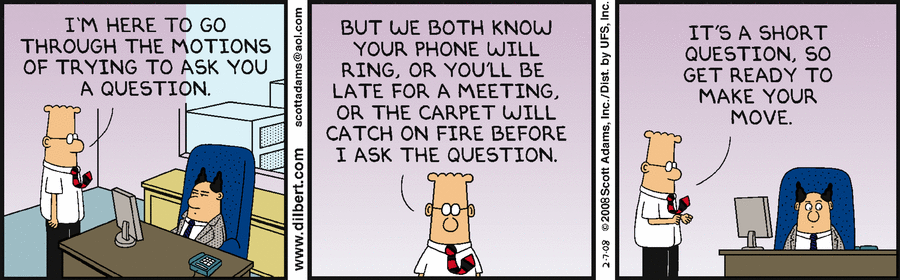 I'M HERE TO GO
THROUGH THE MOTIONS
OF TRYING TO ASK YOU
A QUESTION.
www.dilbert.com
scottadams@aol.com
BUT WE BOTH KNOW
YOUR PHONE WILL
RING, OR YOU'LL BE
LATE FOR A MEETING,
OR THE CARPET WILL
CATCH ON FIRE BEFORE
I ASK THE QUESTION.
2-7-08 © 2008 Scott Adams, Inc./Dist. by UFS, Inc.
IT'S A SHORT
QUESTION, SO
GET READY TO
MAKE YOUR
MOVE.